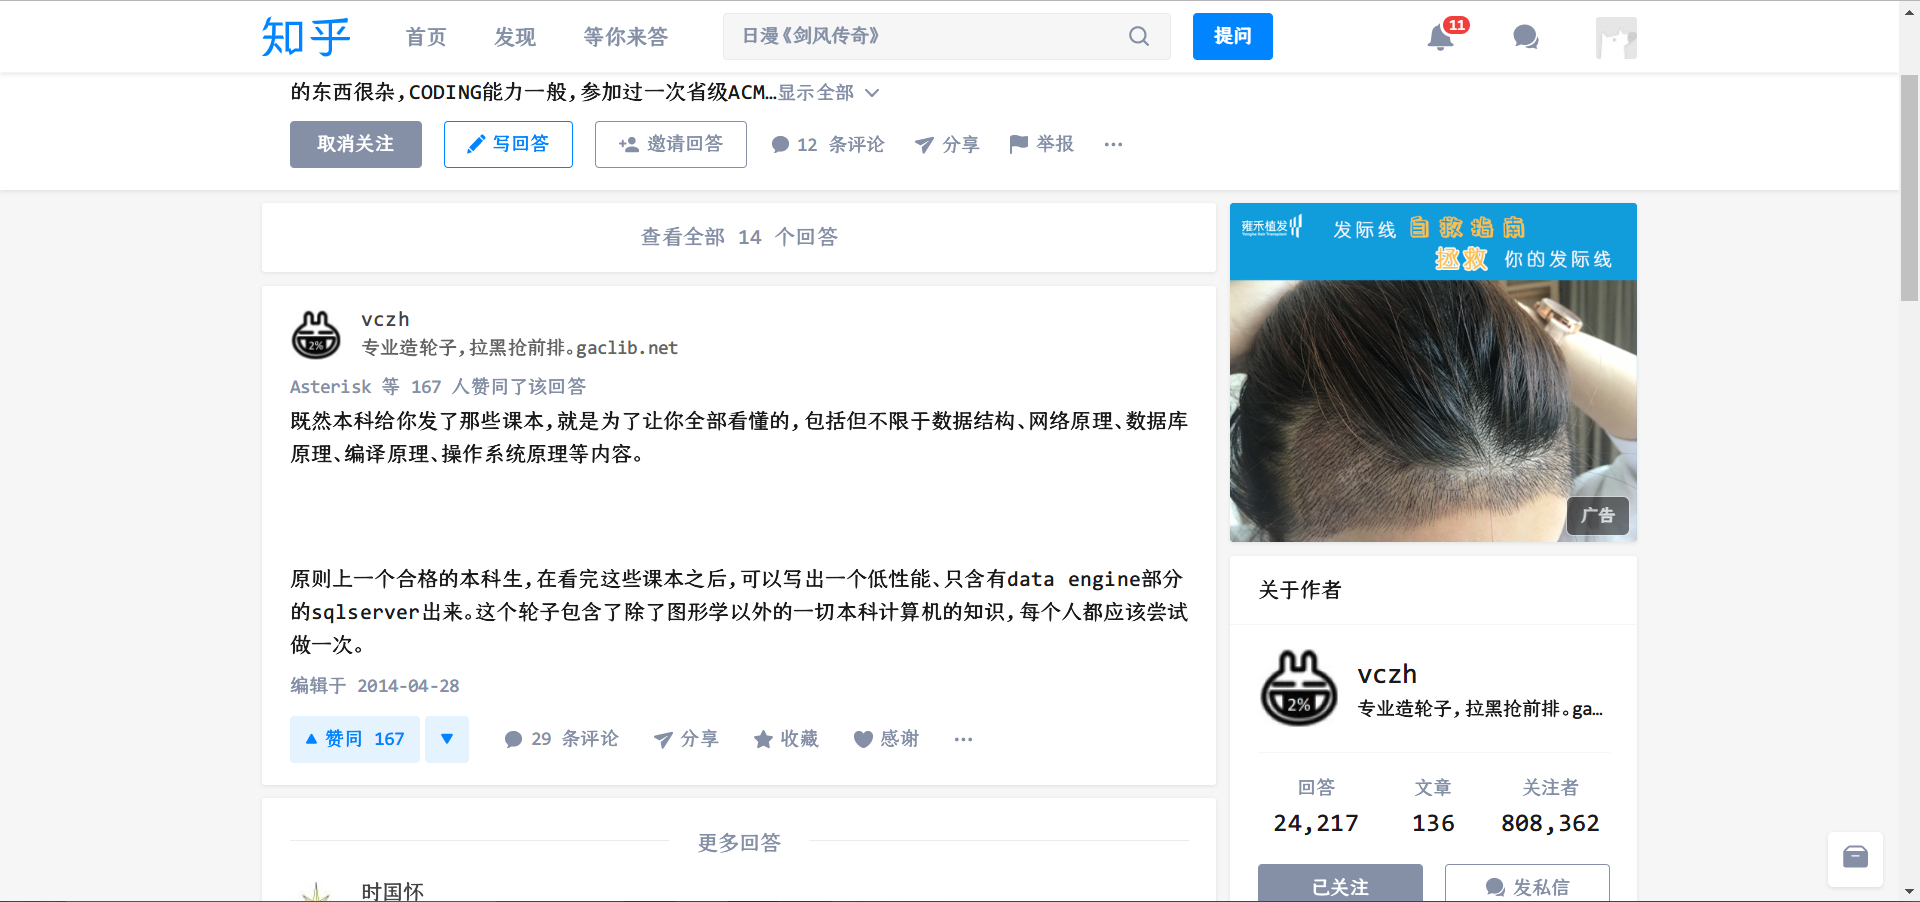 知乎
首页 发现 等你来答 日漫《剑风传奇》 提问 11
的东西很杂,CODING能力一般,参加过一次省级ACM…显示全部
取消关注 写回答 邀请回答 12 条评论 分享 举报 ···
查看全部 14 个回答
vczh
2%
专业造轮子,拉黑抢前排。gaclib.net
Asterisk 等 167 人赞同了该回答
既然本科给你发了那些课本,就是为了让你全部看懂的,包括但不限于数据结构、网络原理、数据库
原理、编译原理、操作系统原理等内容。
原则上一个合格的本科生,在看完这些课本之后,可以写出一个低性能、只含有data engine部分
的sqlserver出来。这个轮子包含了除了图形学以外的一切本科计算机的知识,每个人都应该尝试
做一次。
编辑于 2014-04-28
赞同 167 29 条评论 分享 收藏 感谢 ···
更多回答
时国怀
雍禾植发
发际线 自救指南
拯救 你的发际线
广告
关于作者
2%
vczh
专业造轮子,拉黑抢前排。ga…
回答 文章 关注者
24,217 136 808,362
已关注 发私信